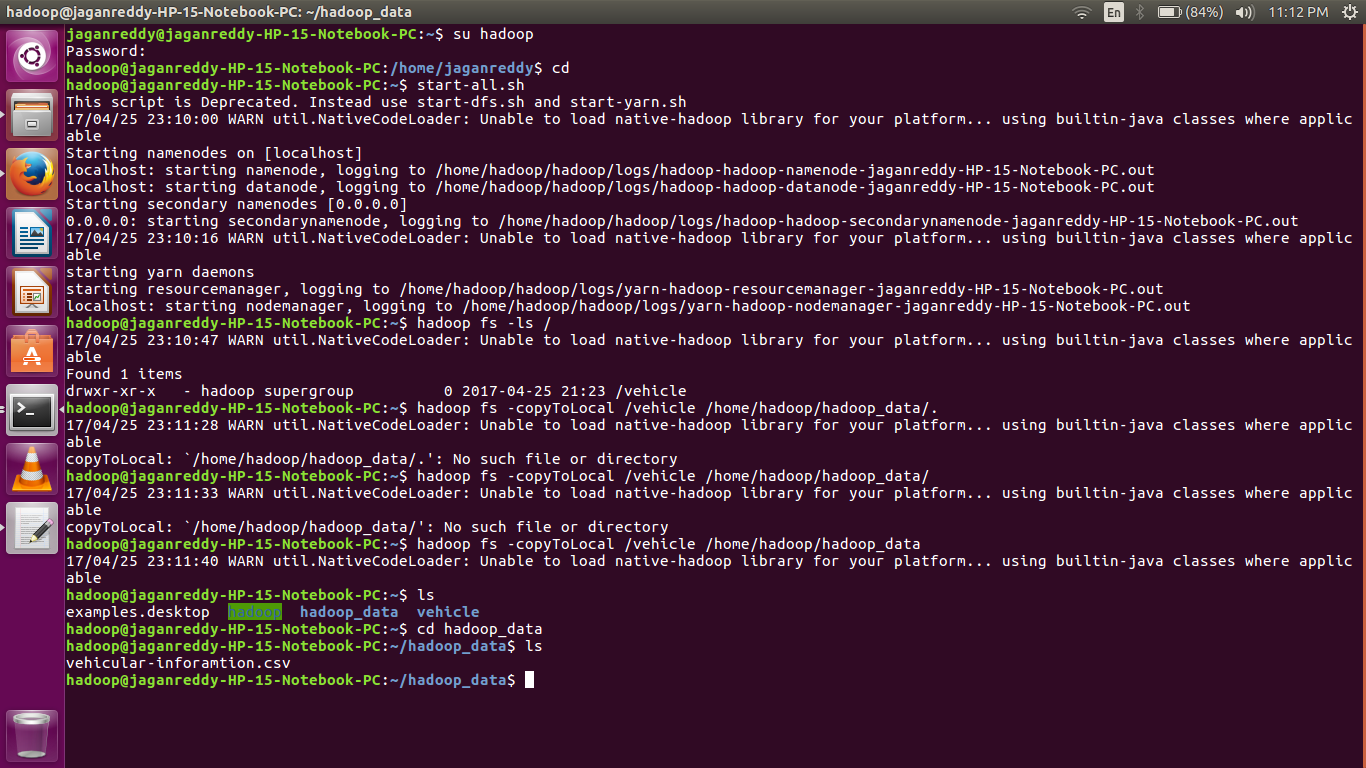 hadoop@jaganreddy-HP-15-Notebook-PC: ~/hadoop_data
En
(84%)
11:12 PM
jaganreddy@jaganreddy-HP-15-Notebook-PC:~$ su hadoop
Password:
hadoop@jaganreddy-HP-15-Notebook-PC:/home/jaganreddy$ cd
hadoop@jaganreddy-HP-15-Notebook-PC:~$ start-all.sh
This script is Deprecated. Instead use start-dfs.sh and start-yarn.sh
17/04/25 23:10:00 WARN util.NativeCodeLoader: Unable to load native-hadoop library for your platform... using builtin-java classes where applic
able
Starting namenodes on [localhost]
localhost: starting namenode, logging to /home/hadoop/hadoop/logs/hadoop-hadoop-namenode-jaganreddy-HP-15-Notebook-PC.out
localhost: starting datanode, logging to /home/hadoop/hadoop/logs/hadoop-hadoop-datanode-jaganreddy-HP-15-Notebook-PC.out
Starting secondary namenodes [0.0.0.0]
0.0.0.0: starting secondarynamenode, logging to /home/hadoop/hadoop/logs/hadoop-hadoop-secondarynamenode-jaganreddy-HP-15-Notebook-PC.out
17/04/25 23:10:16 WARN util.NativeCodeLoader: Unable to load native-hadoop library for your platform... using builtin-java classes where applic
able
starting yarn daemons
starting resourcemanager, logging to /home/hadoop/hadoop/logs/yarn-hadoop-resourcemanager-jaganreddy-HP-15-Notebook-PC.out
localhost: starting nodemanager, logging to /home/hadoop/hadoop/logs/yarn-hadoop-nodemanager-jaganreddy-HP-15-Notebook-PC.out
hadoop@jaganreddy-HP-15-Notebook-PC:~$ hadoop fs -ls /
17/04/25 23:10:47 WARN util.NativeCodeLoader: Unable to load native-hadoop library for your platform... using builtin-java classes where applic
able
Found 1 items
drwxr-xr-x   - hadoop supergroup          0 2017-04-25 21:23 /vehicle
hadoop@jaganreddy-HP-15-Notebook-PC:~$ hadoop fs -copyToLocal /vehicle /home/hadoop/hadoop_data/.
17/04/25 23:11:28 WARN util.NativeCodeLoader: Unable to load native-hadoop library for your platform... using builtin-java classes where applic
able
copyToLocal: `/home/hadoop/hadoop_data/.': No such file or directory
hadoop@jaganreddy-HP-15-Notebook-PC:~$ hadoop fs -copyToLocal /vehicle /home/hadoop/hadoop_data/
17/04/25 23:11:33 WARN util.NativeCodeLoader: Unable to load native-hadoop library for your platform... using builtin-java classes where applic
able
copyToLocal: `/home/hadoop/hadoop_data/': No such file or directory
hadoop@jaganreddy-HP-15-Notebook-PC:~$ hadoop fs -copyToLocal /vehicle /home/hadoop/hadoop_data
17/04/25 23:11:40 WARN util.NativeCodeLoader: Unable to load native-hadoop library for your platform... using builtin-java classes where applic
able
hadoop@jaganreddy-HP-15-Notebook-PC:~$ ls
examples.desktop  hadoop  hadoop_data  vehicle
hadoop@jaganreddy-HP-15-Notebook-PC:~$ cd hadoop_data
hadoop@jaganreddy-HP-15-Notebook-PC:~/hadoop_data$ ls
vehicular-inforamtion.csv
hadoop@jaganreddy-HP-15-Notebook-PC:~/hadoop_data$